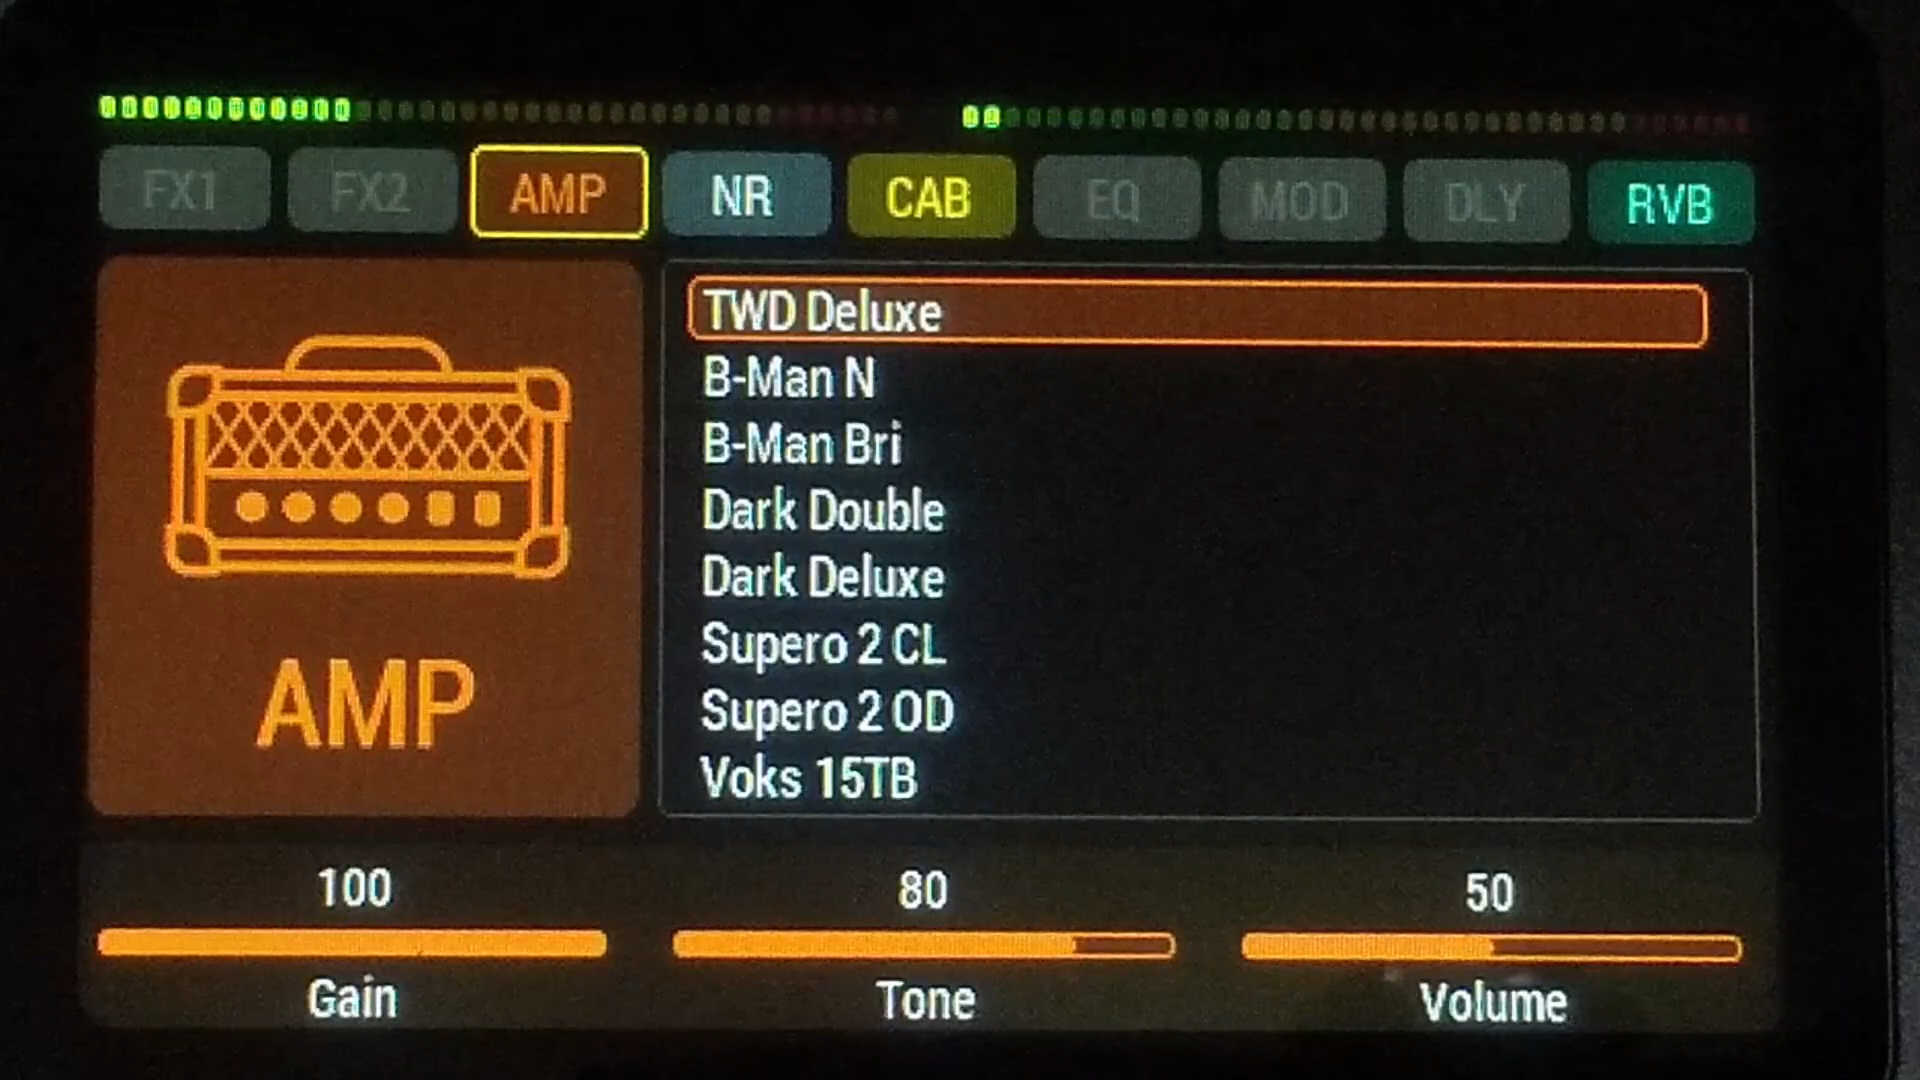 FX1 FX2 AMP NR CAB EQ MOD DLY RVB
AMP
TWD Deluxe
B-Man N
B-Man Bri
Dark Double
Dark Deluxe
Supero 2 CL
Supero 2 OD
Voks 15TB
100 80 50
Gain Tone Volume